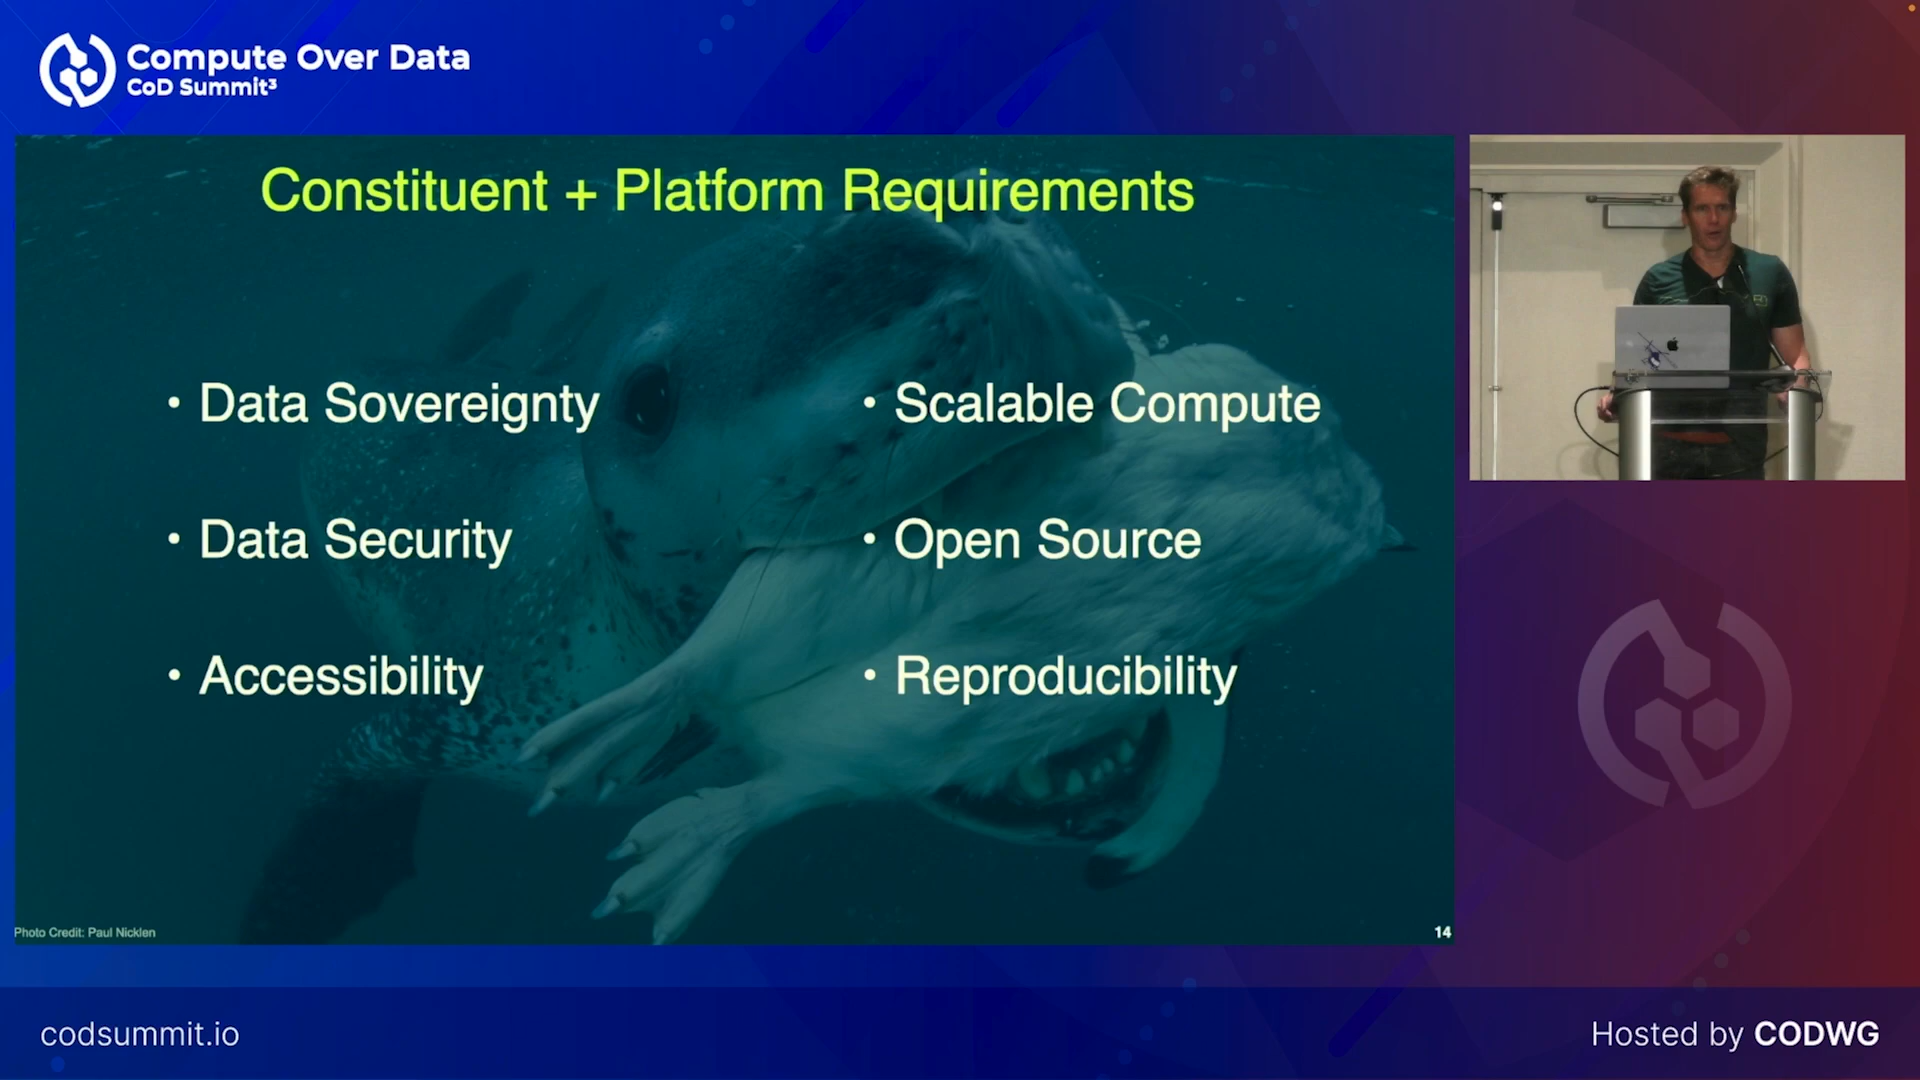 Compute Over Data
CoD Summit³
Constituent + Platform Requirements
• Data Sovereignty
• Data Security
• Accessibility
• Scalable Compute
• Open Source
• Reproducibility
Photo Credit: Paul Nicklen
14
codsummit.io
Hosted by CODWG